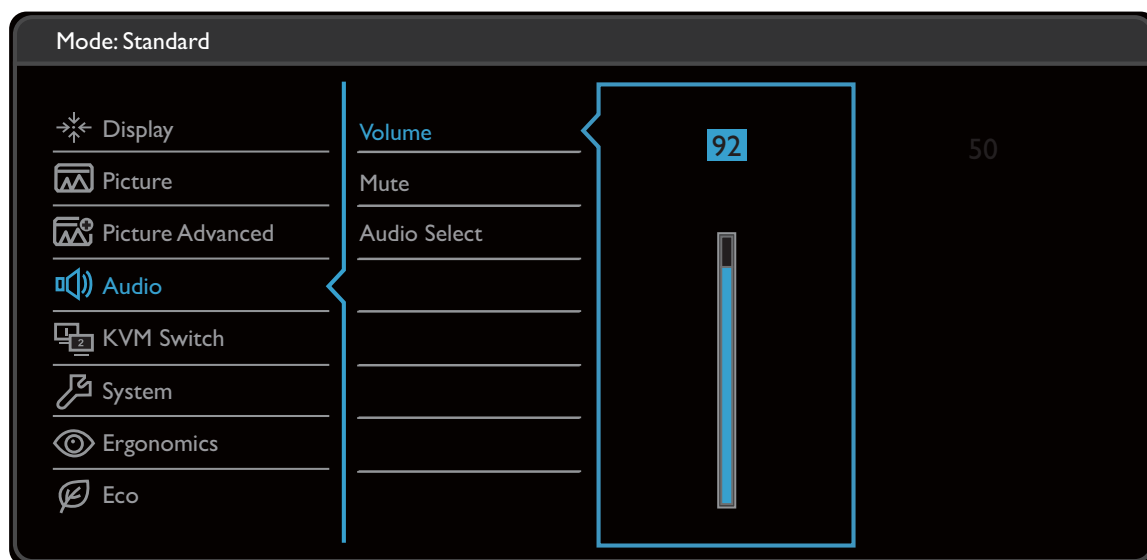 Mode: Standard
Display
Picture
Picture Advanced
Audio
1 2 KVM Switch
System
Ergonomics
Eco
Volume
Mute
Audio Select
92
50